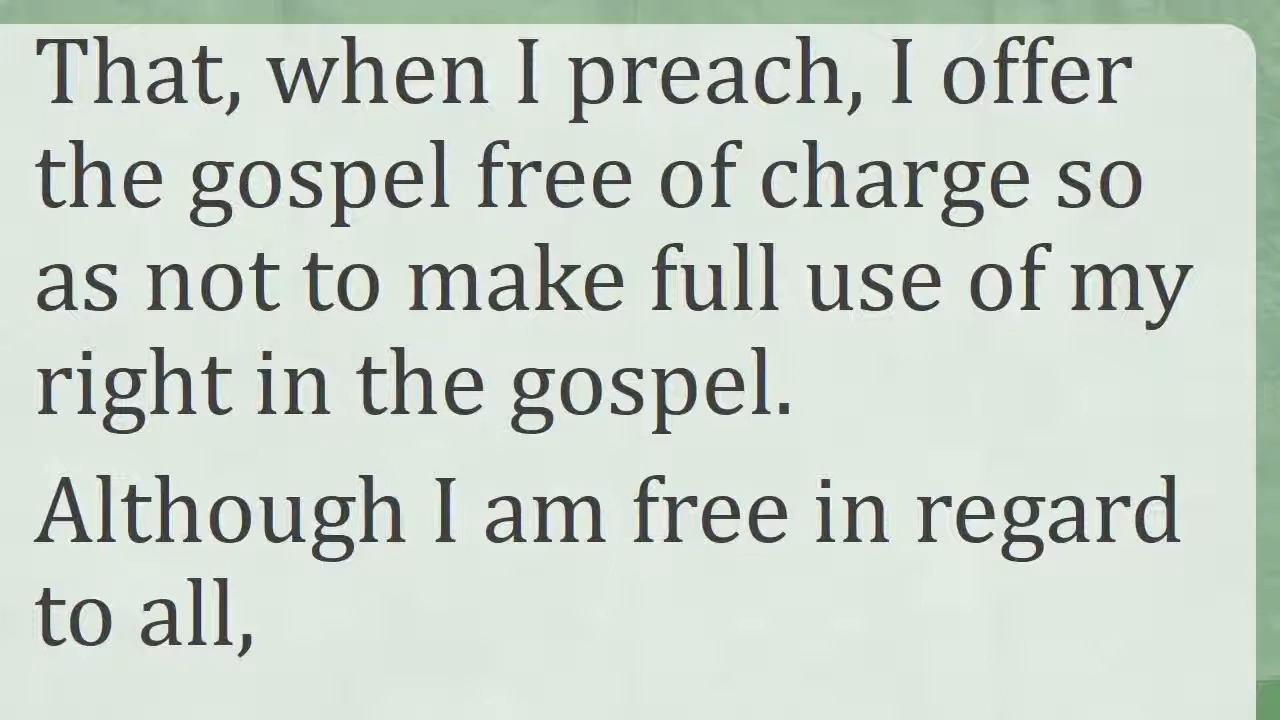 That, when I preach, I offer
the gospel free of charge so
as not to make full use of my
right in the gospel.
Although I am free in regard
to all,